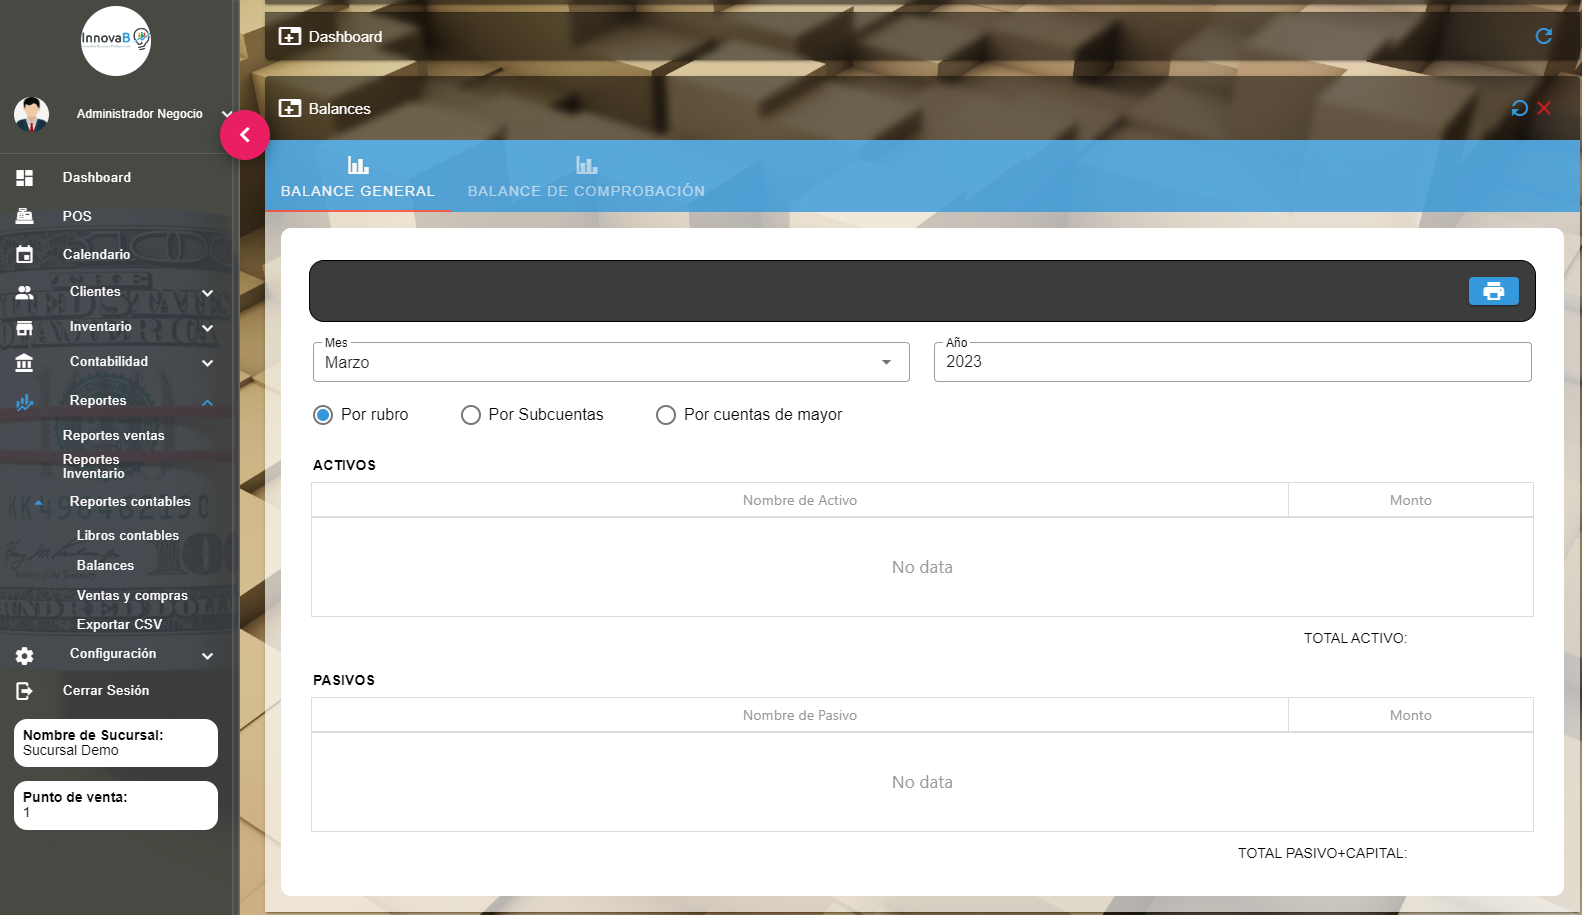 InnovaB
Administrador Negocio
Dashboard
POS
Calendario
Clientes
Inventario
Contabilidad
Reportes
Reportes ventas
Reportes
Inventario
Reportes contables
Libros contables
Balances
Ventas y compras
Exportar CSV
Configuración
Cerrar Sesión
Nombre de Sucursal:
Sucursal Demo
Punto de venta:
1
Dashboard
Balances
BALANCE GENERAL
BALANCE DE COMPROBACIÓN
Mes
Marzo
Año
2023
Por rubro
Por Subcuentas
Por cuentas de mayor
ACTIVOS
Nombre de Activo
Monto
No data
TOTAL ACTIVO:
PASIVOS
Nombre de Pasivo
Monto
No data
TOTAL PASIVO+CAPITAL: